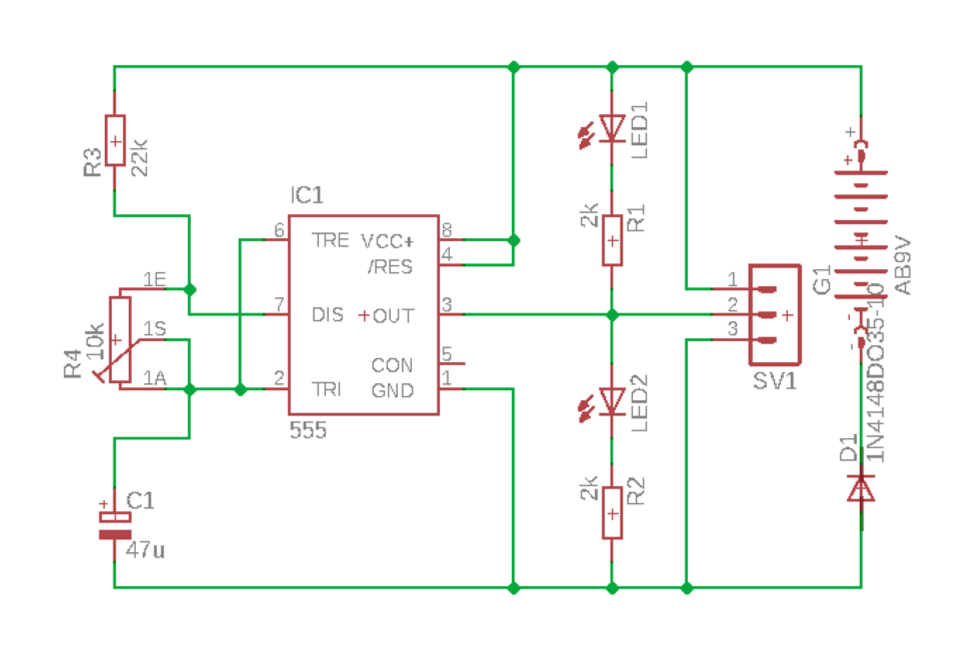 R3
22k
IC1
6
TRE
VCC+
8
/RES
4
7
DIS
+OUT
3
CON
5
2
TRI
GND
1
555
1E
1S
1A
R4
10k
C1
+
47u
LED1
2k
R1
LED2
2k
R2
1
2
3
+
SV1
+
+
G1
AB9V
-
-
D1
1N4148DO35-10